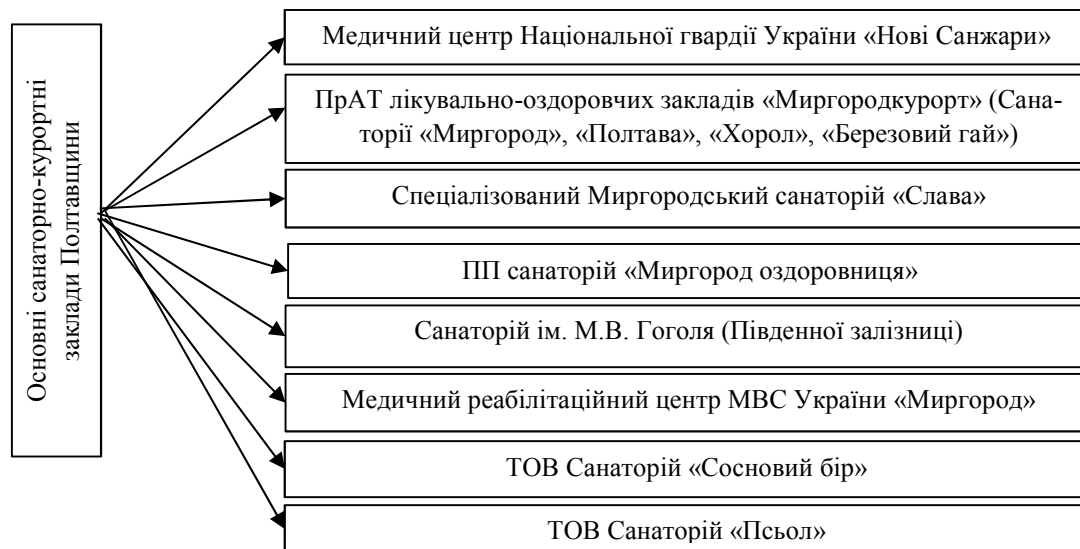 Основні санаторно-курортні
заклади Полтавщини
Медичний центр Національної гвардії України «Нові Санжари»
ПрАТ лікувально-оздоровчих закладів «Миргородкурорт» (Сана-
торії «Миргород», «Полтава», «Хорол», «Березовий гай»)
Спеціалізований Миргородський санаторій «Слава»
ПП санаторій «Миргород оздоровниця»
Санаторій ім. М.В. Гоголя (Південної залізниці)
Медичний реабілітаційний центр МВС України «Миргород»
ТОВ Санаторій «Сосновий бір»
ТОВ Санаторій «Псьол»